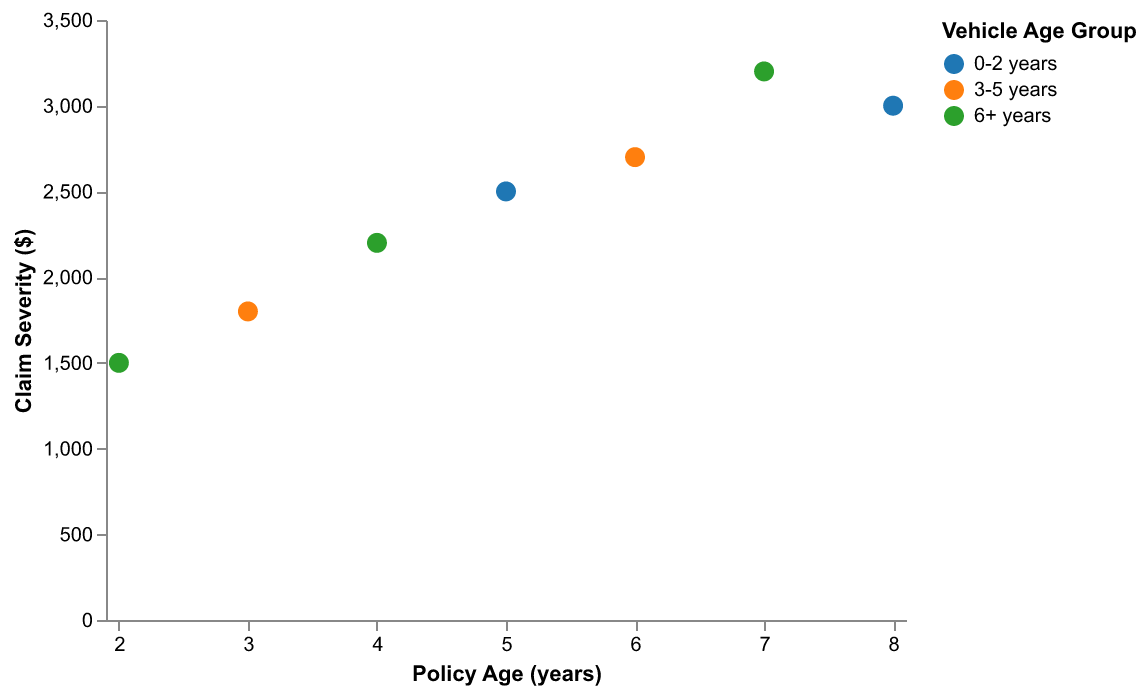 Vehicle Age Group
0-2 years
3-5 years
6+ years
Claim Severity ($)
3,500
3,000
2,500
2,000
1,500
1,000
500
0
2 3 4 5 6 7 8
Policy Age (years)